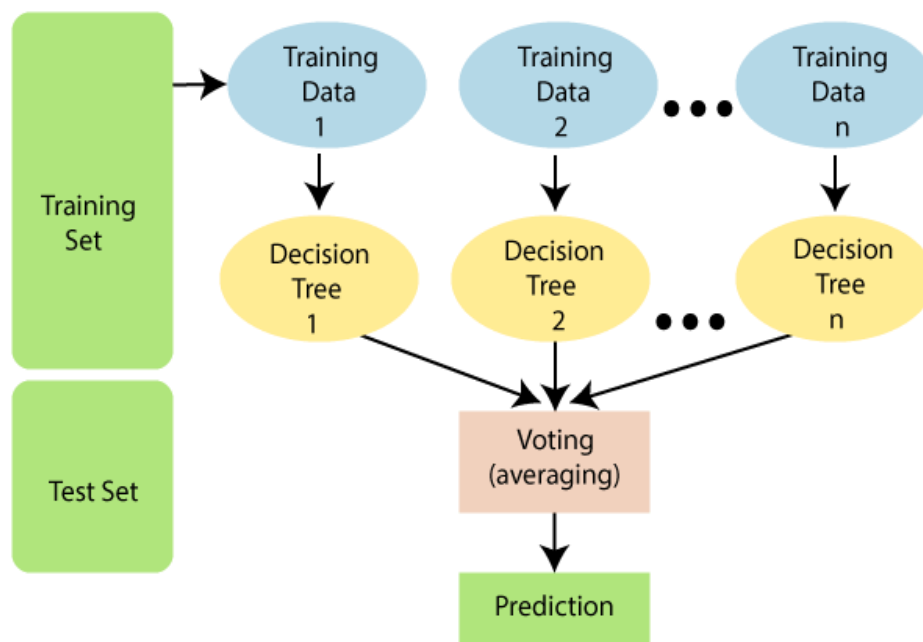 Training
Set
Test Set
Training
Data
1
Training
Data
2
Training
Data
n
Decision
Tree
1
Decision
Tree
2
Decision
Tree
n
Voting
(averaging)
Prediction